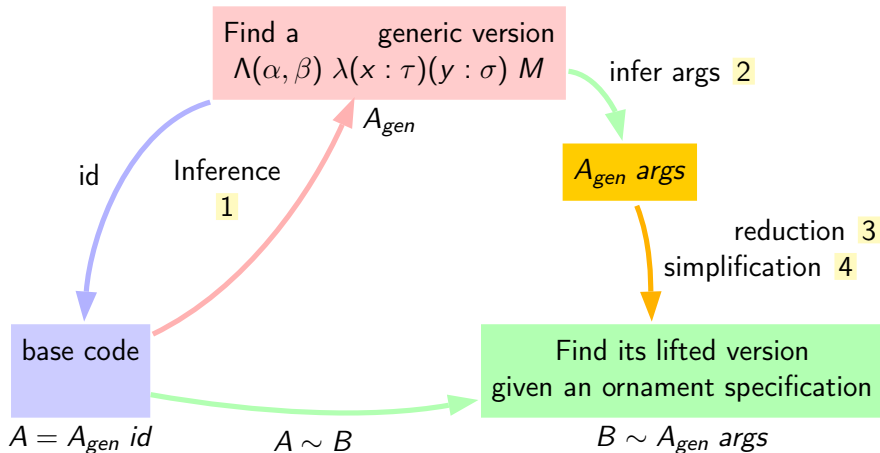 Find a generic version
Λ(α, β) λ(x : τ)(y : σ) M
A_gen
infer args 2
id
Inference
1
A_gen args
reduction 3
simplification 4
base code
Find its lifted version
given an ornament specification
A = A_gen id
A ∼ B
B ∼ A_gen args